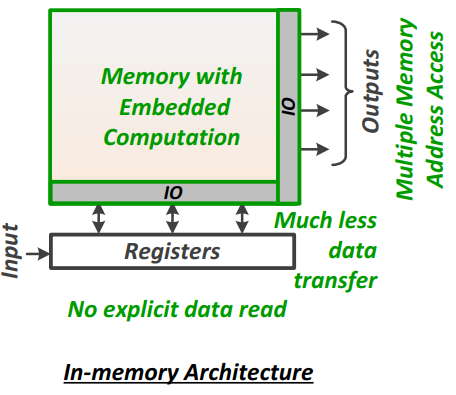 Memory with
Embedded
Computation
IO
IO
Outputs
Multiple Memory
Address Access
Input
Registers
Much less
data
transfer
No explicit data read
In-memory Architecture